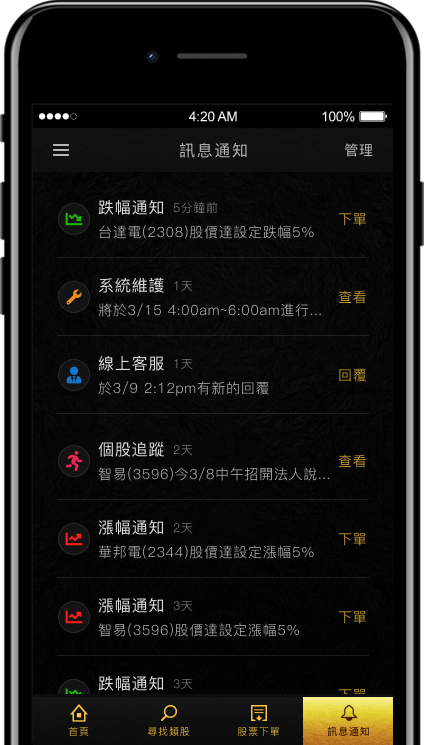 4:20 AM
100%
訊息通知
管理
跌幅通知 5分鐘前
台達電(2308)股價達設定跌幅5%
下單
系統維護 1天
將於3/15 4:00am~6:00am進行...
查看
線上客服 1天
於3/9 2:12pm有新的回覆
回覆
個股追蹤 2天
智易(3596)今3/8中午招開法人說...
查看
漲幅通知 2天
華邦電(2344)股價達設定漲幅5%
下單
漲幅通知 3天
智易(3596)股價達設定漲幅5%
下單
跌幅通知 3天
下單
首頁
尋找類股
股票下單
訊息通知